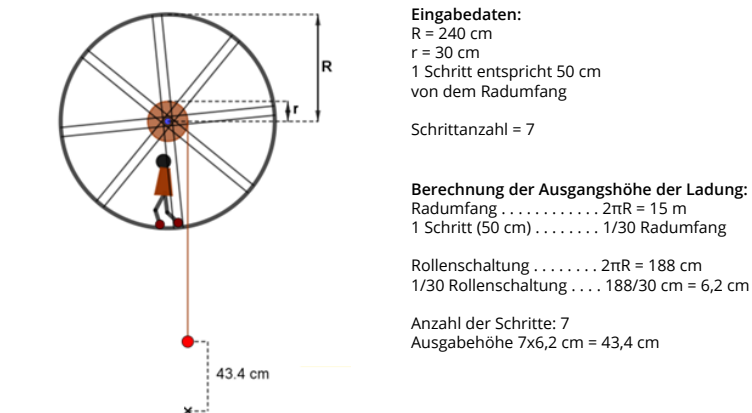 R
r
43.4 cm
Eingabedaten:
R = 240 cm
r = 30 cm
1 Schritt entspricht 50 cm
von dem Radumfang
Schrittanzahl = 7
Berechnung der Ausgangshöhe der Ladung:
Radumfang . . . . . . . . . . . . 2πR = 15 m
1 Schritt (50 cm) . . . . . . . . 1/30 Radumfang
Rollenschaltung . . . . . . . . 2πR = 188 cm
1/30 Rollenschaltung . . . . 188/30 cm = 6,2 cm
Anzahl der Schritte: 7
Ausgabehöhe 7x6,2 cm = 43,4 cm